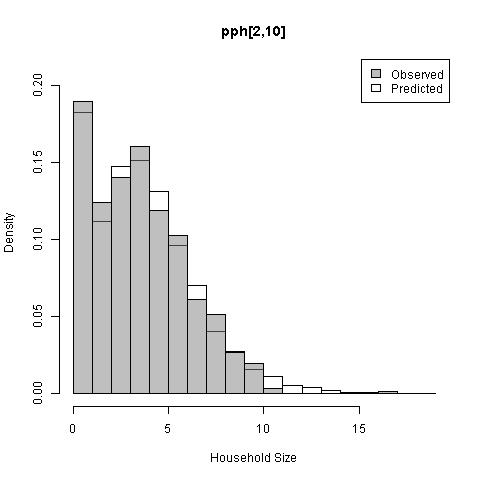 pph[2,10]
Observed
Predicted
0.20
0.15
0.10
0.05
0.00
Density
0 5 10 15
Household Size